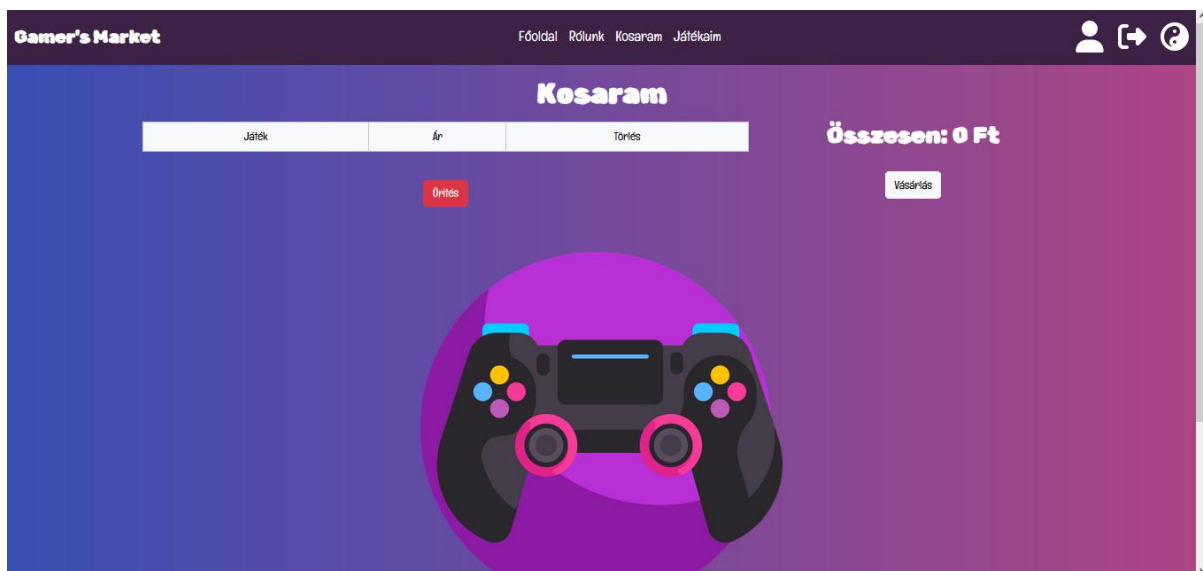 Gamer's Market
Főoldal Rólunk Kosaram Játékaim
Kosaram
Játék Ár Törlés
Összesen: 0 Ft
Ürítés
Vásárlás